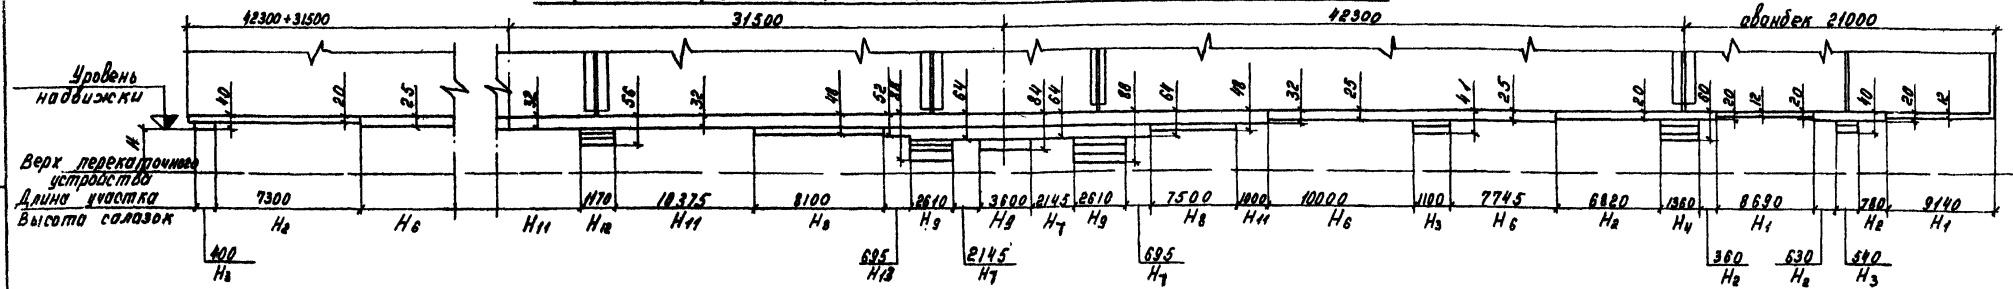 42300+31500 31500 42300 аванбек 21000
Уровень
надвижки
40 20 25 32 56 32 48 52 88 64 84 64 88 64 48 32 25 41 25 20 80 20 12 20 40 20 12
H
Верх перекаточного
устройства
Длина участка 7300 1170 18375 8100 2610 3600 2145 2610 7500 1000 10000 1100 7745 6820 1360 8690 780 9140
Высота салазок H₂ H₆ H₁₁ H₁₂ H₁₁ H₈ H₉ H₉ H₇ H₉ H₈ H₁₁ H₆ H₃ H₆ H₂ H₄ H₁ H₂ H₁
400 695 2145 695 360 630 540
H₃ H₁₃ H₇ H₇ H₂ H₂ H₃